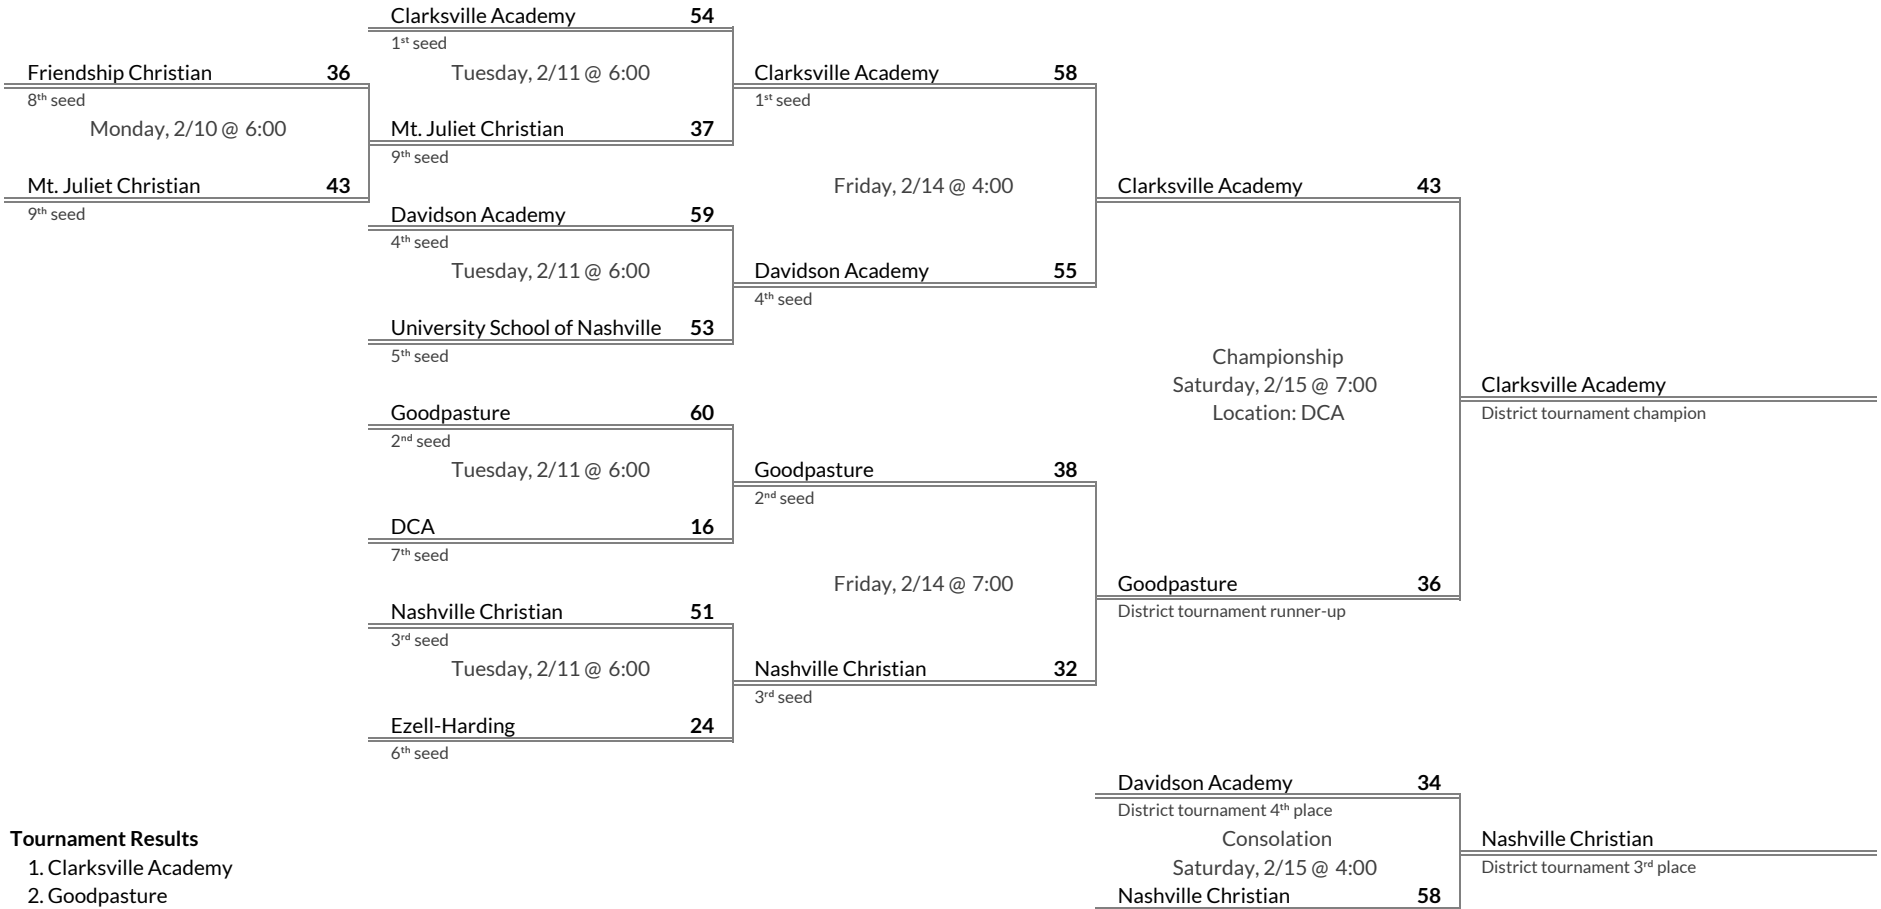 Clarksville Academy 54
1st seed
Tuesday, 2/11 @ 6:00
Friendship Christian 36
8th seed
Monday, 2/10 @ 6:00
Mt. Juliet Christian 43
9th seed
Mt. Juliet Christian 37
9th seed
Clarksville Academy 58
1st seed
Friday, 2/14 @ 4:00
Davidson Academy 59
4th seed
Tuesday, 2/11 @ 6:00
University School of Nashville 53
5th seed
Davidson Academy 55
4th seed
Clarksville Academy 43
Championship
Saturday, 2/15 @ 7:00
Location: DCA
Clarksville Academy
District tournament champion
Goodpasture 60
2nd seed
Tuesday, 2/11 @ 6:00
DCA 16
7th seed
Goodpasture 38
2nd seed
Friday, 2/14 @ 7:00
Nashville Christian 51
3rd seed
Tuesday, 2/11 @ 6:00
Ezell-Harding 24
6th seed
Nashville Christian 32
3rd seed
Goodpasture 36
District tournament runner-up
Davidson Academy 34
District tournament 4th place
Consolation
Saturday, 2/15 @ 4:00
Nashville Christian 58
Nashville Christian
District tournament 3rd place
Tournament Results
1. Clarksville Academy
2. Goodpasture